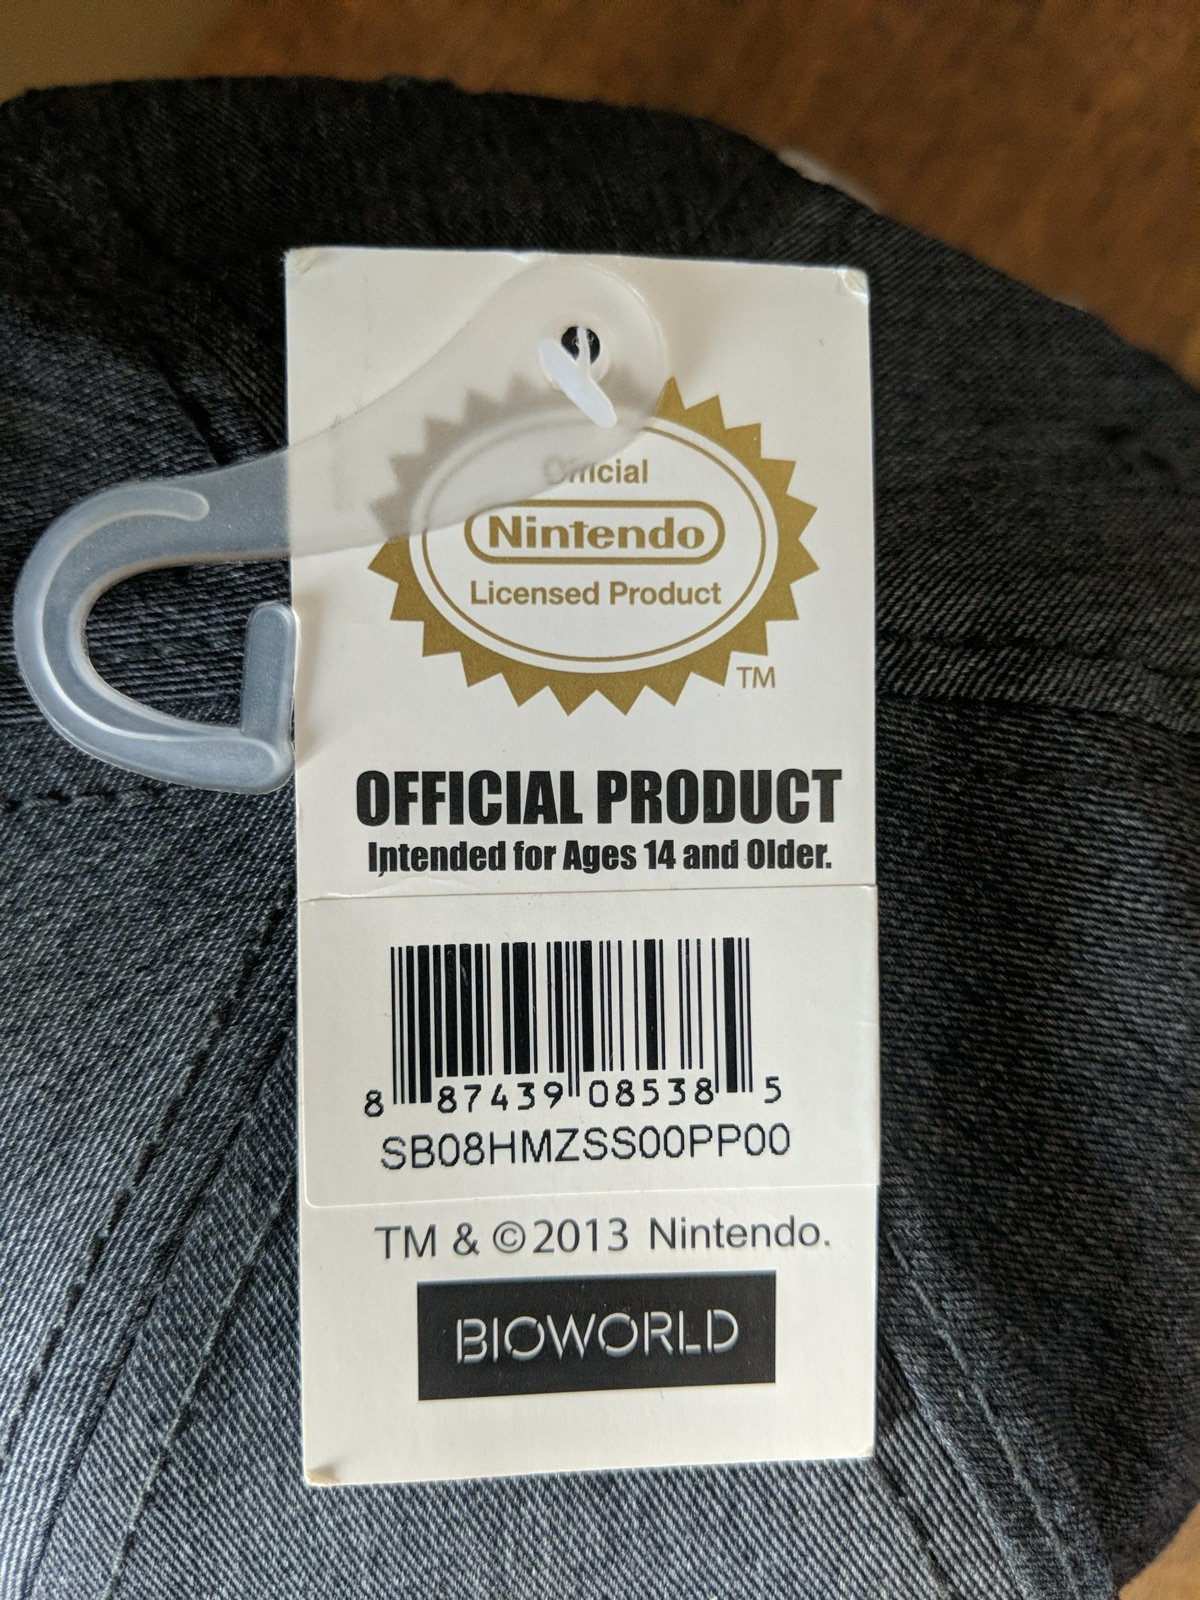 Official
Nintendo
Licensed Product
TM
OFFICIAL PRODUCT
Intended for Ages 14 and Older.
8 87439 08538 5
SB08HMZSS00PP00
TM & ©2013 Nintendo.
BIOWORLD